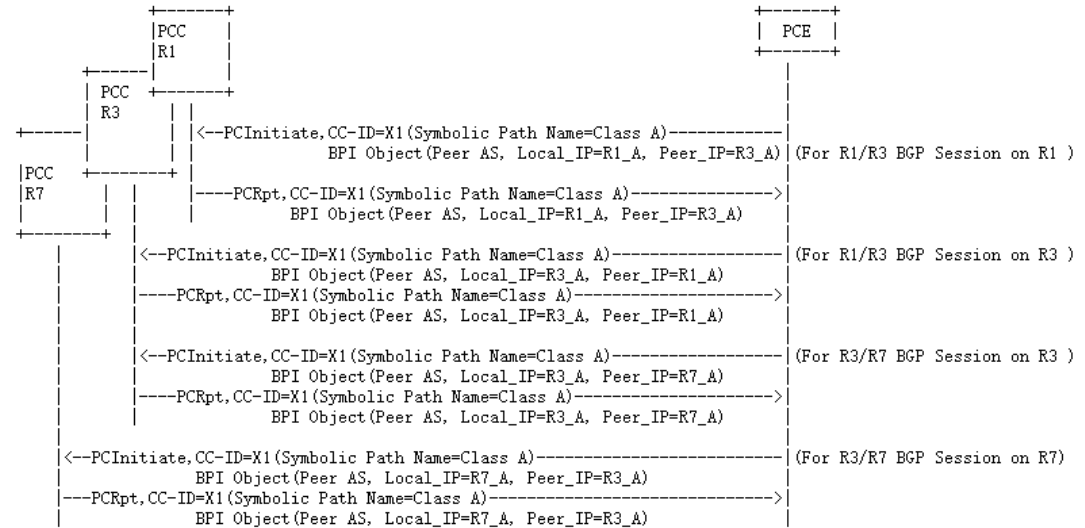 PCC
R1
PCE
PCC
R3
<--PCInitiate,CC-ID=X1(Symbolic Path Name=Class A)------------
BPI Object(Peer AS, Local_IP=R1_A, Peer_IP=R3_A) (For R1/R3 BGP Session on R1 )
PCC
R7
----PCRpt,CC-ID=X1(Symbolic Path Name=Class A)--------------->
BPI Object(Peer AS, Local_IP=R1_A, Peer_IP=R3_A)
<--PCInitiate,CC-ID=X1(Symbolic Path Name=Class A)------------------ (For R1/R3 BGP Session on R3 )
BPI Object(Peer AS, Local_IP=R3_A, Peer_IP=R1_A)
----PCRpt,CC-ID=X1(Symbolic Path Name=Class A)--------------------->
BPI Object(Peer AS, Local_IP=R3_A, Peer_IP=R1_A)
<--PCInitiate,CC-ID=X1(Symbolic Path Name=Class A)------------------ (For R3/R7 BGP Session on R3 )
BPI Object(Peer AS, Local_IP=R3_A, Peer_IP=R7_A)
----PCRpt,CC-ID=X1(Symbolic Path Name=Class A)-------------------->
BPI Object(Peer AS, Local_IP=R3_A, Peer_IP=R7_A)
<--PCInitiate,CC-ID=X1(Symbolic Path Name=Class A)-------------------------- (For R3/R7 BGP Session on R7)
BPI Object(Peer AS, Local_IP=R7_A, Peer_IP=R3_A)
---PCRpt,CC-ID=X1(Symbolic Path Name=Class A)------------------------------>
BPI Object(Peer AS, Local_IP=R7_A, Peer_IP=R3_A)